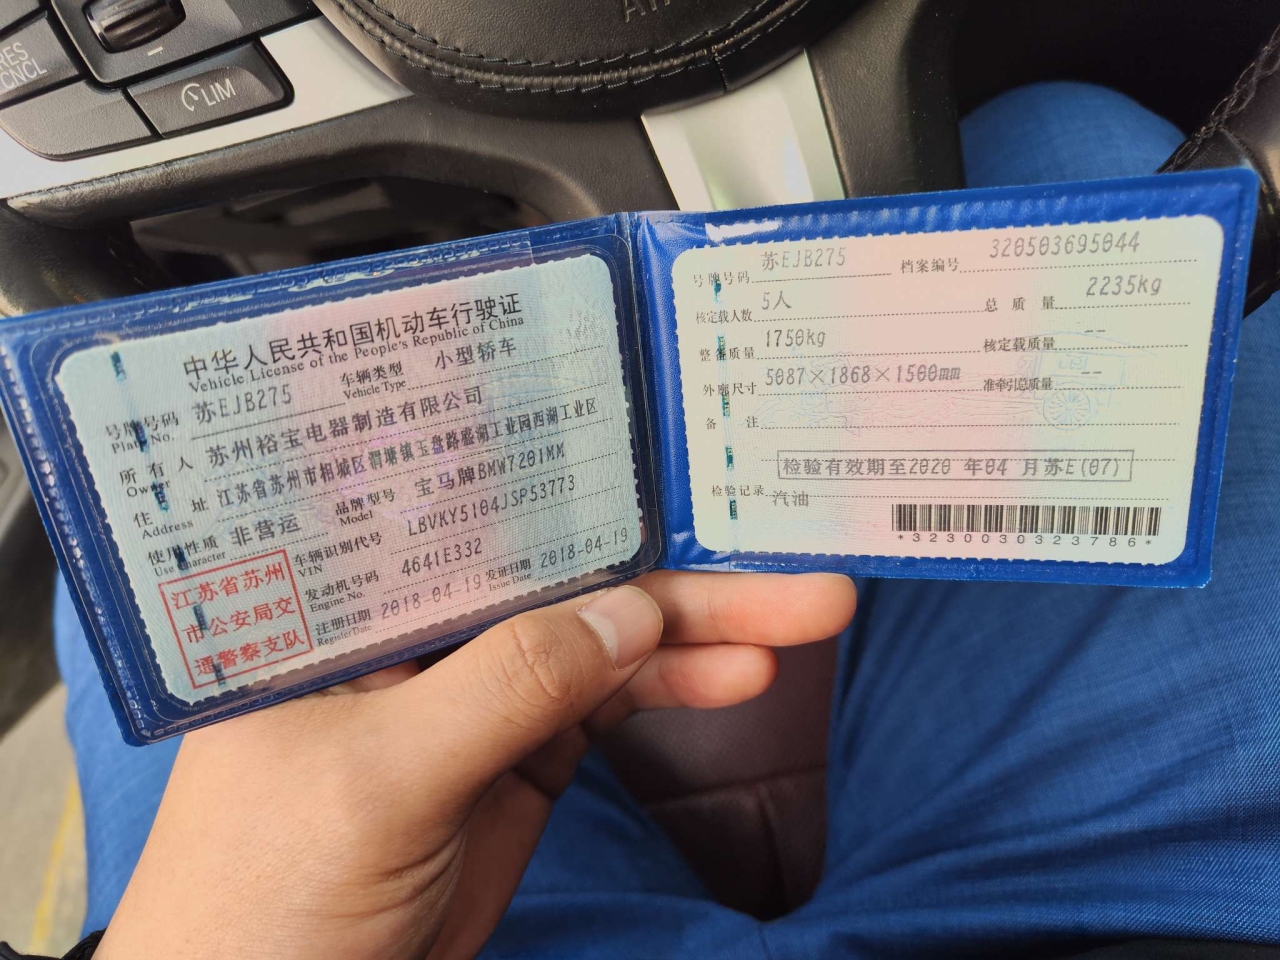 RES
CNCL
LIM
中华人民共和国机动车行驶证
Vehicle License of the People's Republic of China
号牌号码 苏EJB275 车辆类型 小型轿车
Plate No. Vehicle Type
所有人 苏州裕宝电器制造有限公司
Owner
住址 江苏省苏州市相城区渭塘镇玉盘路盛湖工业园西湖工业区
Address
使用性质 非营运 品牌型号 宝马牌BMW7201MM
Use Character Model
车辆识别代号 LBVKY5104JSP53773
VIN
发动机号码 4641E332
Engine No.
注册日期 2018-04-19 发证日期 2018-04-19
Register Date Issue Date
江苏省苏州
市公安局交
通警察支队
号牌号码 苏EJB275 档案编号 320503695044
核定载人数 5人 总质量 2235kg
整备质量 1750kg 核定载质量 --
外廓尺寸 5087×1868×1500mm 准牵引总质量 --
备注
检验有效期至2020 年04 月苏E(07)
检验记录 汽油
*3230030323786*